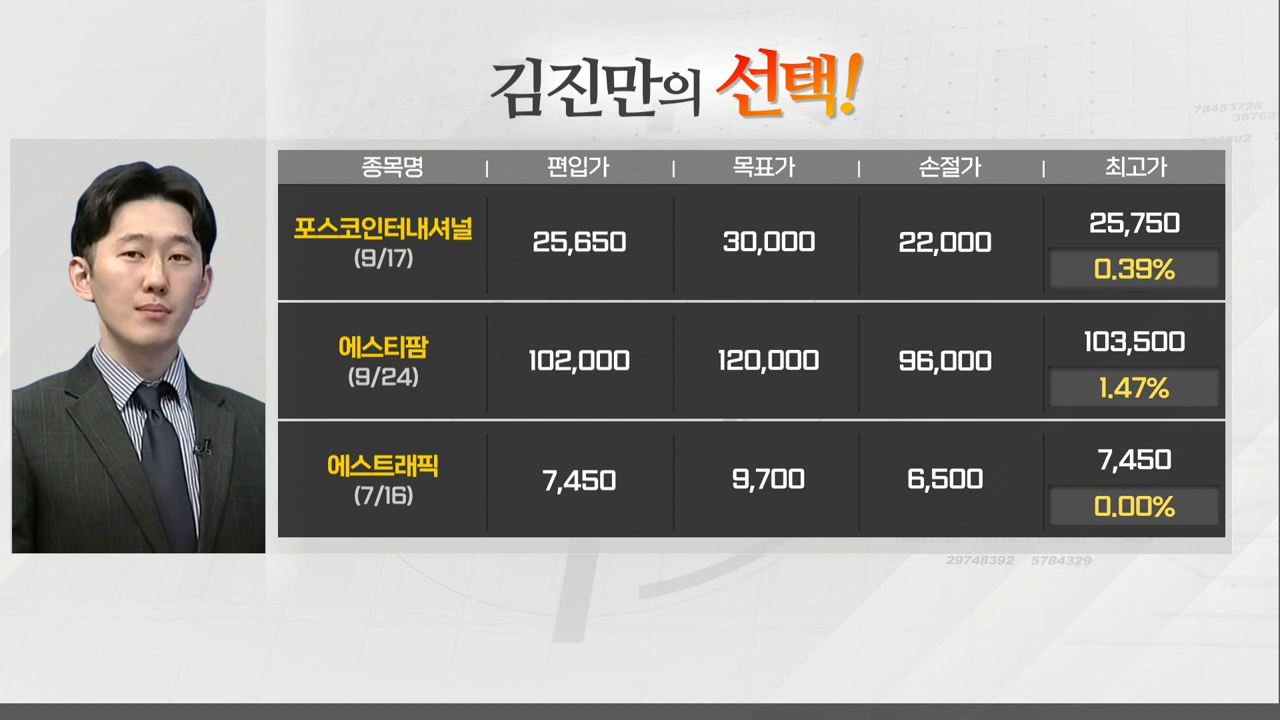 김진만의 선택!
종목명 | 편입가 | 목표가 | 손절가 | 최고가
포스코인터내셔널 25,650 30,000 22,000 25,750
(9/17) 0.39%
에스티팜 102,000 120,000 96,000 103,500
(9/24) 1.47%
에스트래픽 7,450 9,700 6,500 7,450
(7/16) 0.00%
78453728
29748392 5784329